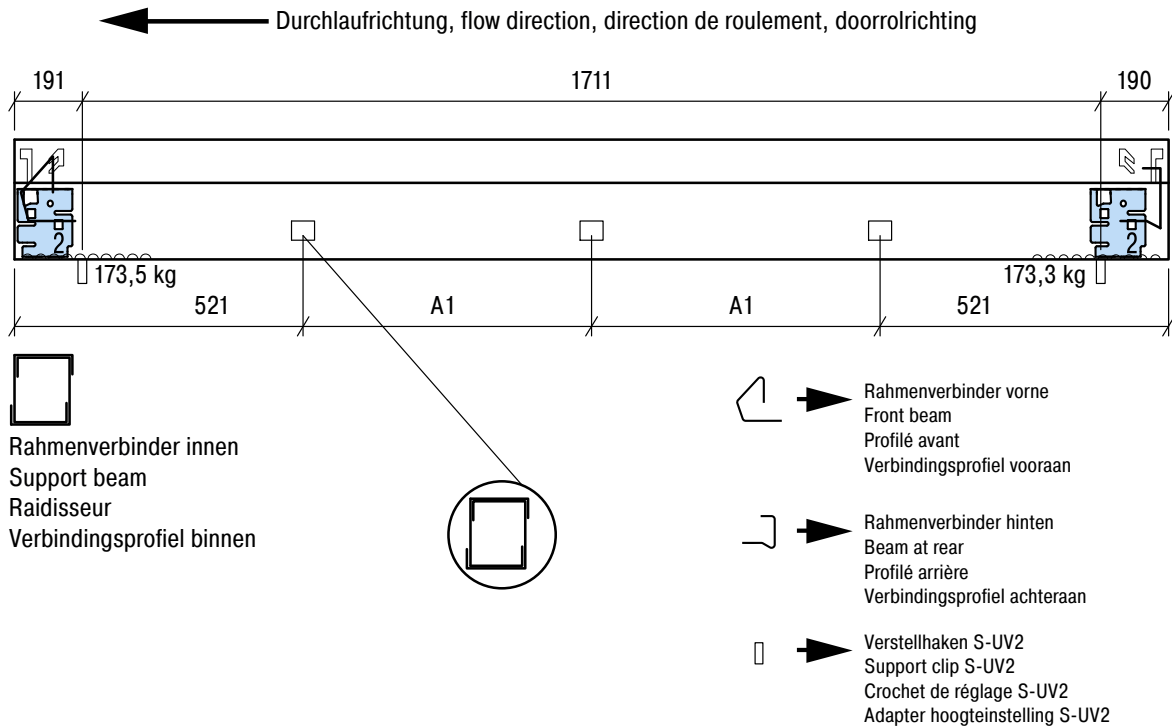 Durchlaufrichtung, flow direction, direction de roulement, doorrolrichting
191
1711
190
2
2
173,5 kg
173,3 kg
521
A1
A1
521
Rahmenverbinder innen
Support beam
Raidisseur
Verbindingsprofiel binnen
Rahmenverbinder vorne
Front beam
Profilé avant
Verbindingsprofiel vooraan
Rahmenverbinder hinten
Beam at rear
Profilé arrière
Verbindingsprofiel achteraan
Verstellhaken S-UV2
Support clip S-UV2
Crochet de réglage S-UV2
Adapter hoogteinstelling S-UV2